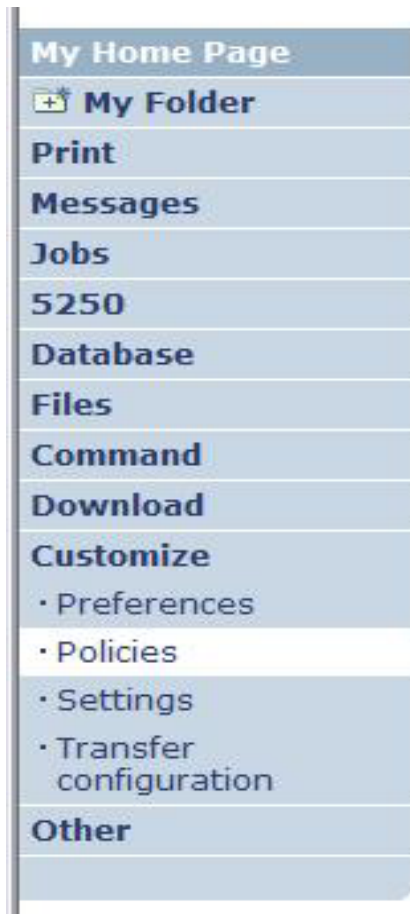 My Home Page
My Folder
Print
Messages
Jobs
5250
Database
Files
Command
Download
Customize
· Preferences
· Policies
· Settings
· Transfer
configuration
Other